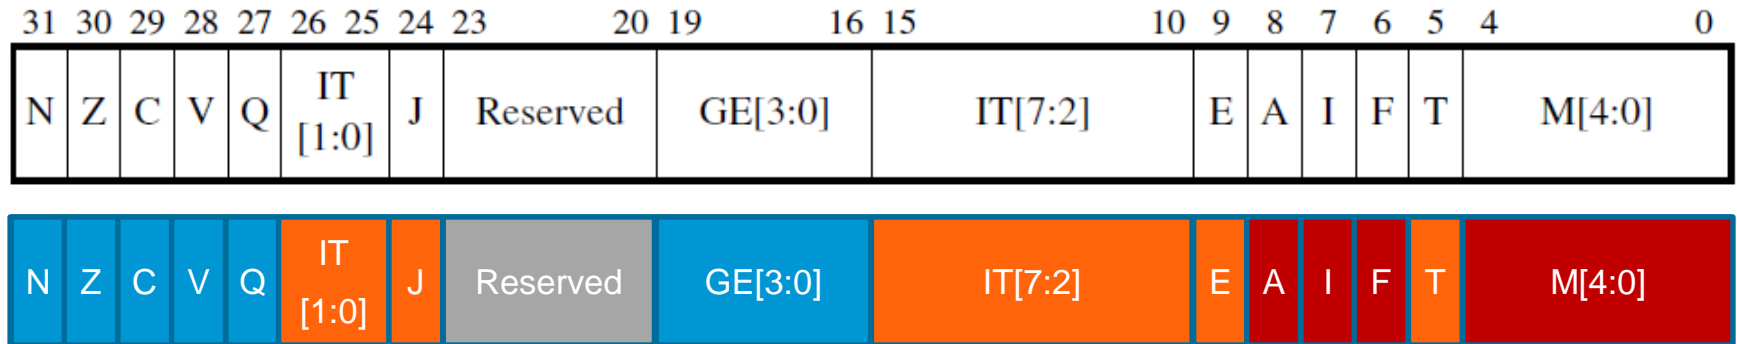 31 30 29 28 27 26 25 24 23 20 19 16 15 10 9 8 7 6 5 4 0
N Z C V Q IT [1:0] J Reserved GE[3:0] IT[7:2] E A I F T M[4:0]
N Z C V Q IT [1:0] J Reserved GE[3:0] IT[7:2] E A I F T M[4:0]